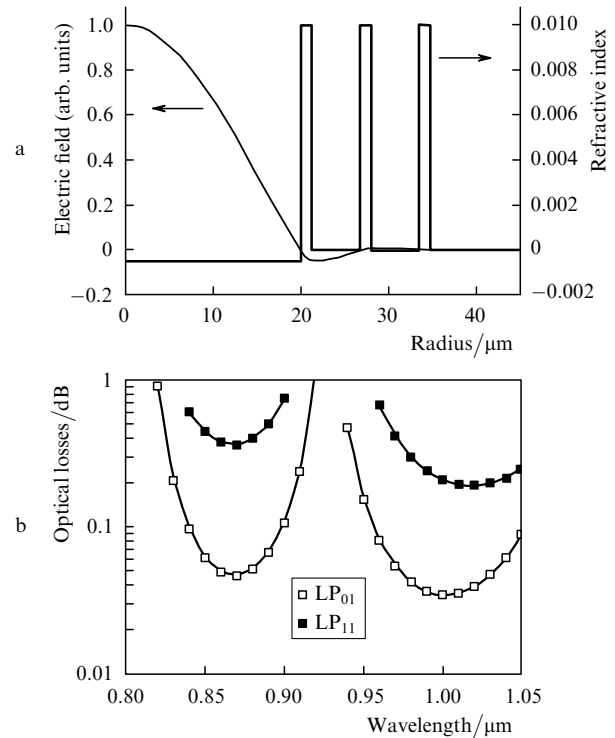 a
Electric field (arb. units)
1.0
0.8
0.6
0.4
0.2
0
−0.2
0.010
0.008
0.006
0.004
0.002
0
−0.002
Refractive index
0 10 20 30 40
Radius/μm
b
Optical losses/dB
1
0.1
0.01
LP01
LP11
0.80 0.85 0.90 0.95 1.00 1.05
Wavelength/μm